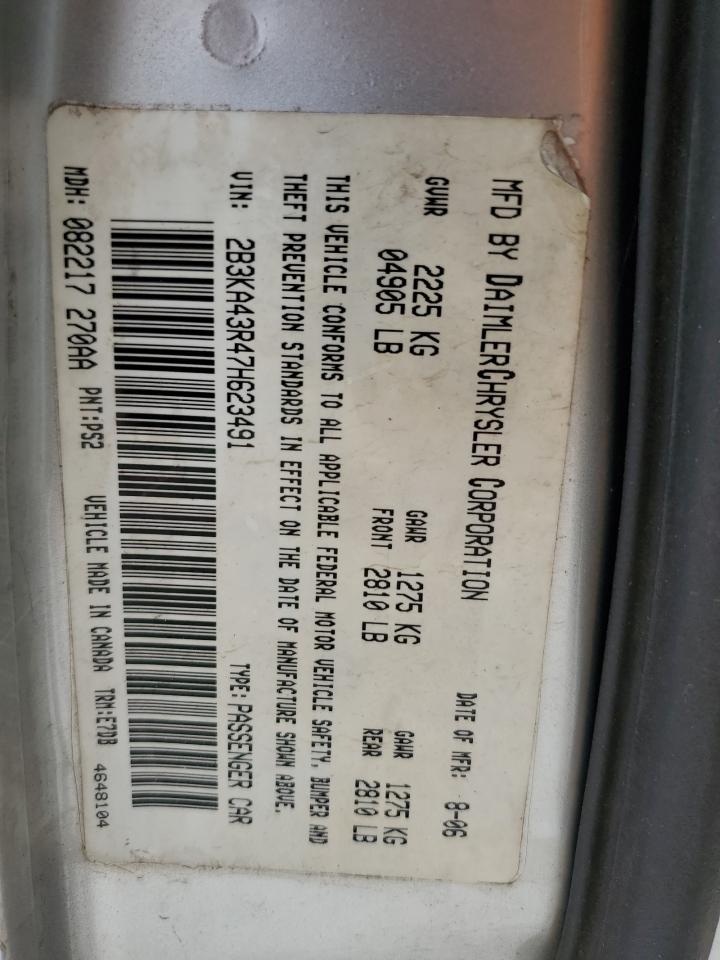 MFD BY DAIMLERCHRYSLER CORPORATION
DATE OF MFR: 8-06
GVWR 2225 KG
04905 LB
GAWR FRONT 1275 KG
2810 LB
GAWR REAR 1275 KG
2810 LB
THIS VEHICLE CONFORMS TO ALL APPLICABLE FEDERAL MOTOR VEHICLE SAFETY, BUMPER AND
THEFT PREVENTION STANDARDS IN EFFECT ON THE DATE OF MANUFACTURE SHOWN ABOVE.
VIN: 2B3KA43R47H623491 TYPE: PASSENGER CAR
MDH: 082217 270AA PNT:PS2 VEHICLE MADE IN CANADA TRM:E7DB 4648104